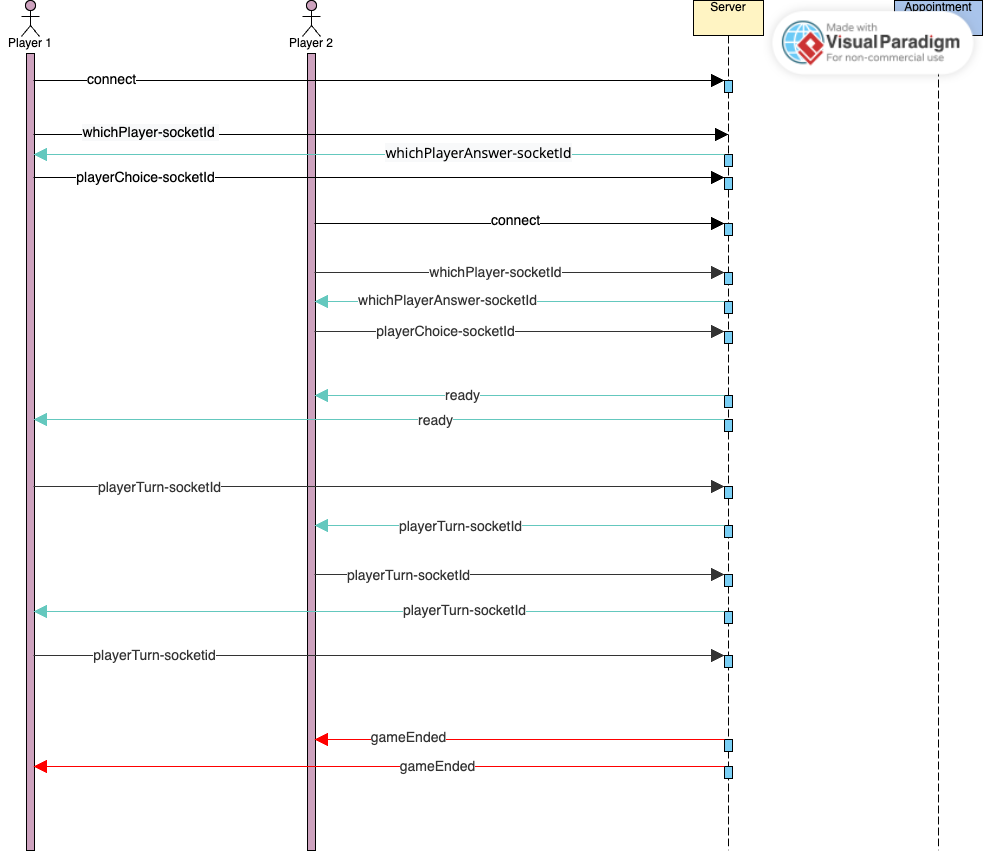 Server
Appointment
Made with
VisualParadigm
For non-commercial use
Player 1
Player 2
connect
whichPlayer-socketId
whichPlayerAnswer-socketId
playerChoice-socketId
connect
whichPlayer-socketId
whichPlayerAnswer-socketId
playerChoice-socketId
ready
ready
playerTurn-socketId
playerTurn-socketId
playerTurn-socketId
playerTurn-socketId
playerTurn-socketid
gameEnded
gameEnded